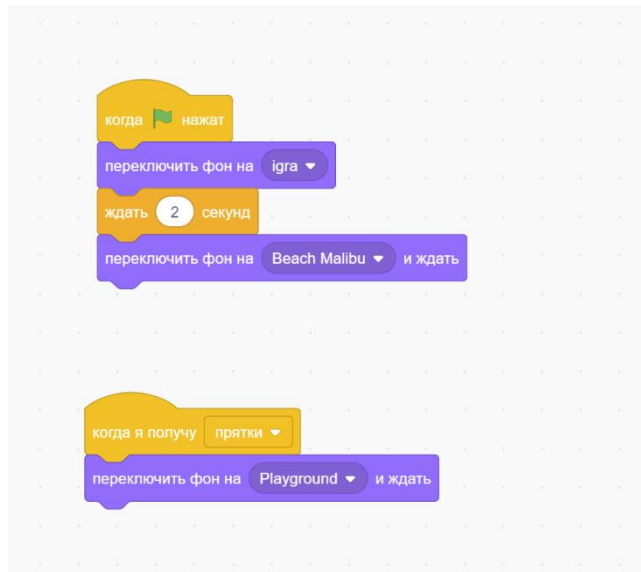 когда нажат
переключить фон на igra
ждать 2 секунд
переключить фон на Beach Malibu и ждать
когда я получу прятки
переключить фон на Playground и ждать